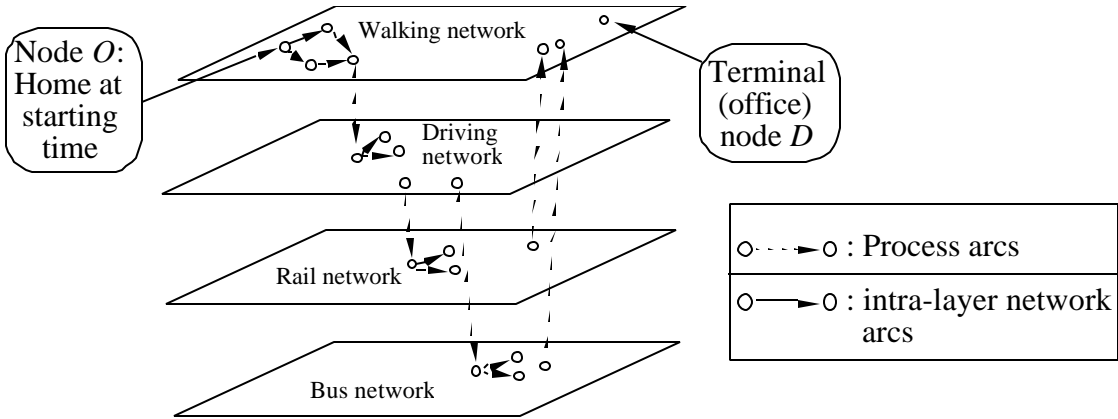 Node O:
Home at
starting
time
Walking network
Terminal
(office)
node D
Driving
network
Rail network
Bus network
: Process arcs
: intra-layer network
arcs